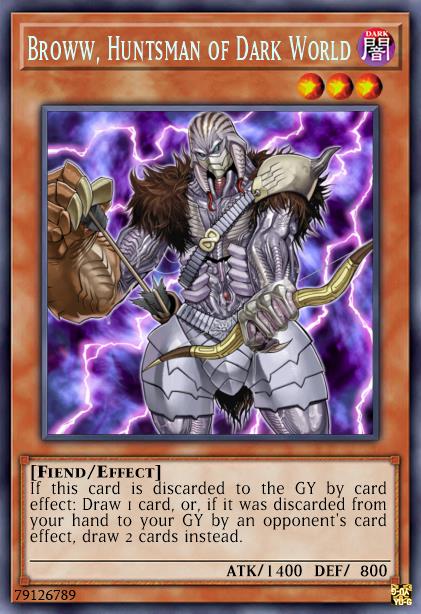 Broww, Huntsman of Dark World
DARK
闇
[Fiend/Effect]
If this card is discarded to the GY by card
effect: Draw 1 card, or, if it was discarded from
your hand to your GY by an opponent's card
effect, draw 2 cards instead.
ATK/1400 DEF/ 800
79126789